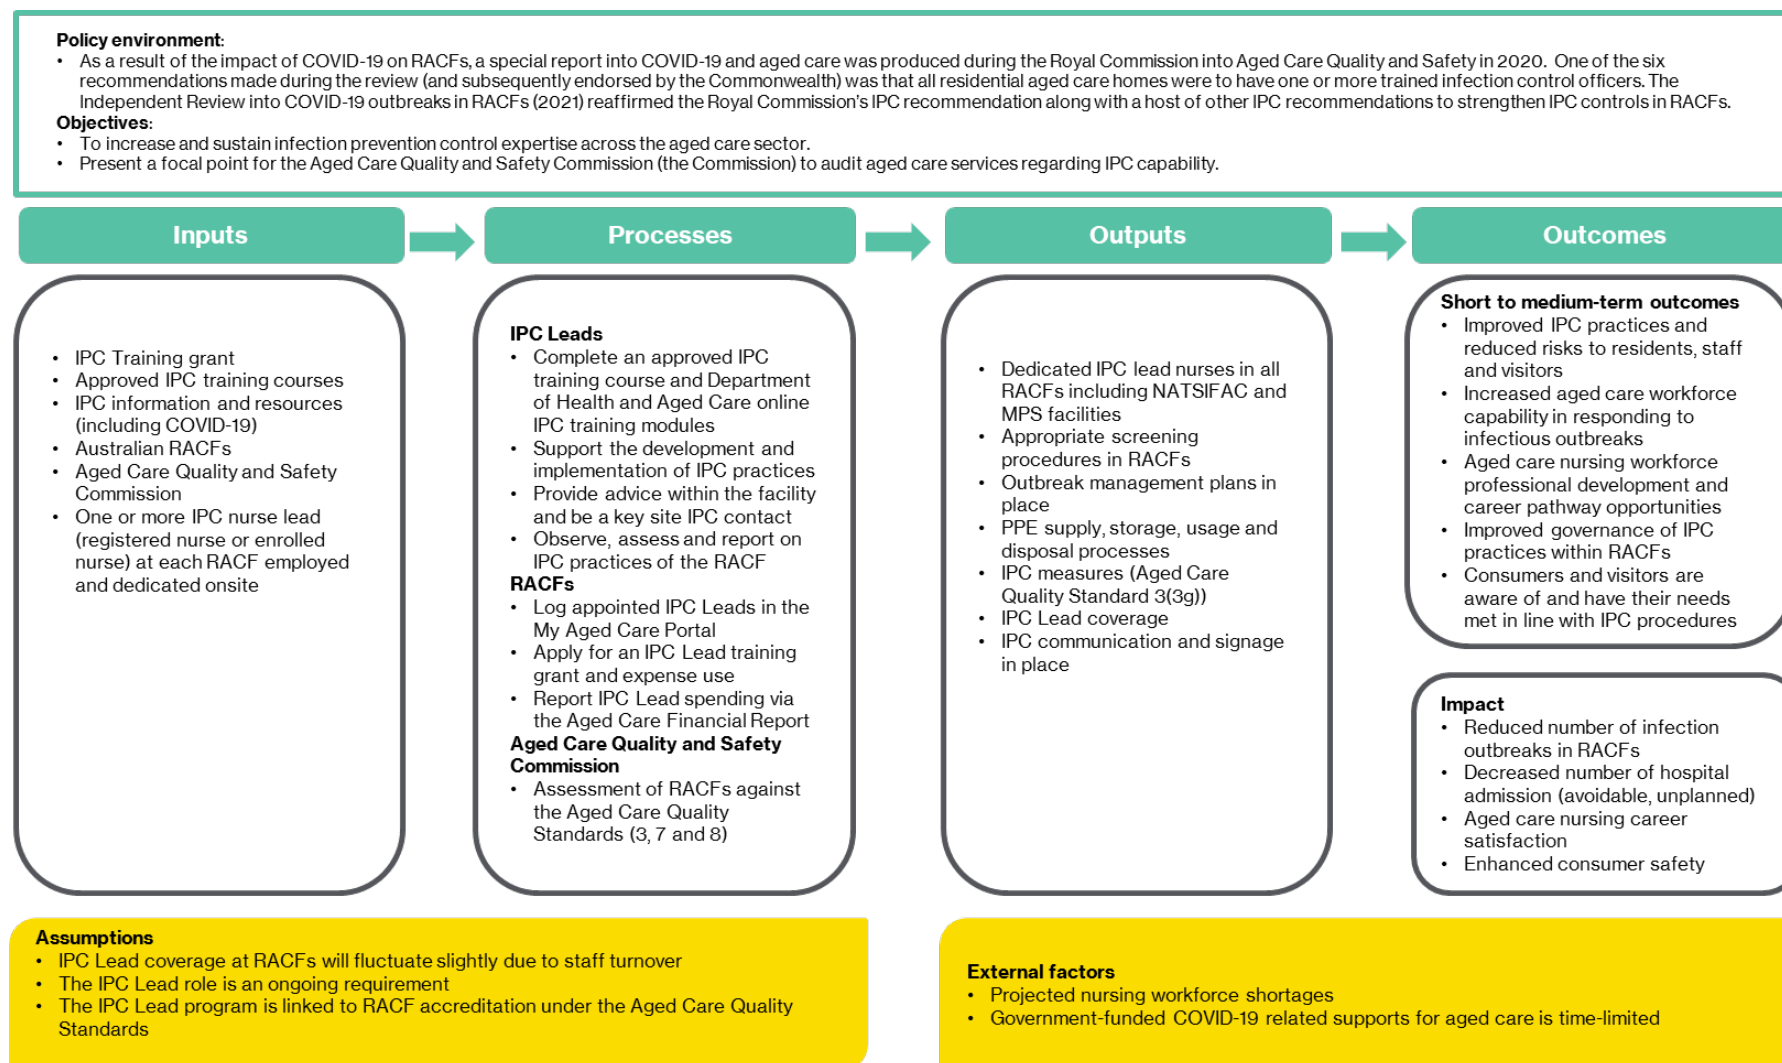 Policy environment:
• As a result of the impact of COVID-19 on RACFs, a special report into COVID-19 and aged care was produced during the Royal Commission into Aged Care Quality and Safety in 2020. One of the six
recommendations made during the review (and subsequently endorsed by the Commonwealth) was that all residential aged care homes were to have one or more trained infection control officers. The
Independent Review into COVID-19 outbreaks in RACFs (2021) reaffirmed the Royal Commission's IPC recommendation along with a host of other IPC recommendations to strengthen IPC controls in RACFs.
Objectives:
• To increase and sustain infection prevention control expertise across the aged care sector.
• Present a focal point for the Aged Care Quality and Safety Commission (the Commission) to audit aged care services regarding IPC capability.
Inputs
• IPC Training grant
• Approved IPC training courses
• IPC information and resources
(including COVID-19)
• Australian RACFs
• Aged Care Quality and Safety
Commission
• One or more IPC nurse lead
(registered nurse or enrolled
nurse) at each RACF employed
and dedicated onsite
Processes
IPC Leads
• Complete an approved IPC
training course and Department
of Health and Aged Care online
IPC training modules
• Support the development and
implementation of IPC practices
• Provide advice within the facility
and be a key site IPC contact
• Observe, assess and report on
IPC practices of the RACF
RACFs
• Log appointed IPC Leads in the
My Aged Care Portal
• Apply for an IPC Lead training
grant and expense use
• Report IPC Lead spending via
the Aged Care Financial Report
Aged Care Quality and Safety
Commission
• Assessment of RACFs against
the Aged Care Quality
Standards (3, 7 and 8)
Outputs
• Dedicated IPC lead nurses in all
RACFs including NATSIFAC and
MPS facilities
• Appropriate screening
procedures in RACFs
• Outbreak management plans in
place
• PPE supply, storage, usage and
disposal processes
• IPC measures (Aged Care
Quality Standard 3(3g))
• IPC Lead coverage
• IPC communication and signage
in place
Outcomes
Short to medium-term outcomes
• Improved IPC practices and
reduced risks to residents, staff
and visitors
• Increased aged care workforce
capability in responding to
infectious outbreaks
• Aged care nursing workforce
professional development and
career pathway opportunities
• Improved governance of IPC
practices within RACFs
• Consumers and visitors are
aware of and have their needs
met in line with IPC procedures
Impact
• Reduced number of infection
outbreaks in RACFs
• Decreased number of hospital
admission (avoidable, unplanned)
• Aged care nursing career
satisfaction
• Enhanced consumer safety
Assumptions
• IPC Lead coverage at RACFs will fluctuate slightly due to staff turnover
• The IPC Lead role is an ongoing requirement
• The IPC Lead program is linked to RACF accreditation under the Aged Care Quality
Standards
External factors
• Projected nursing workforce shortages
• Government-funded COVID-19 related supports for aged care is time-limited